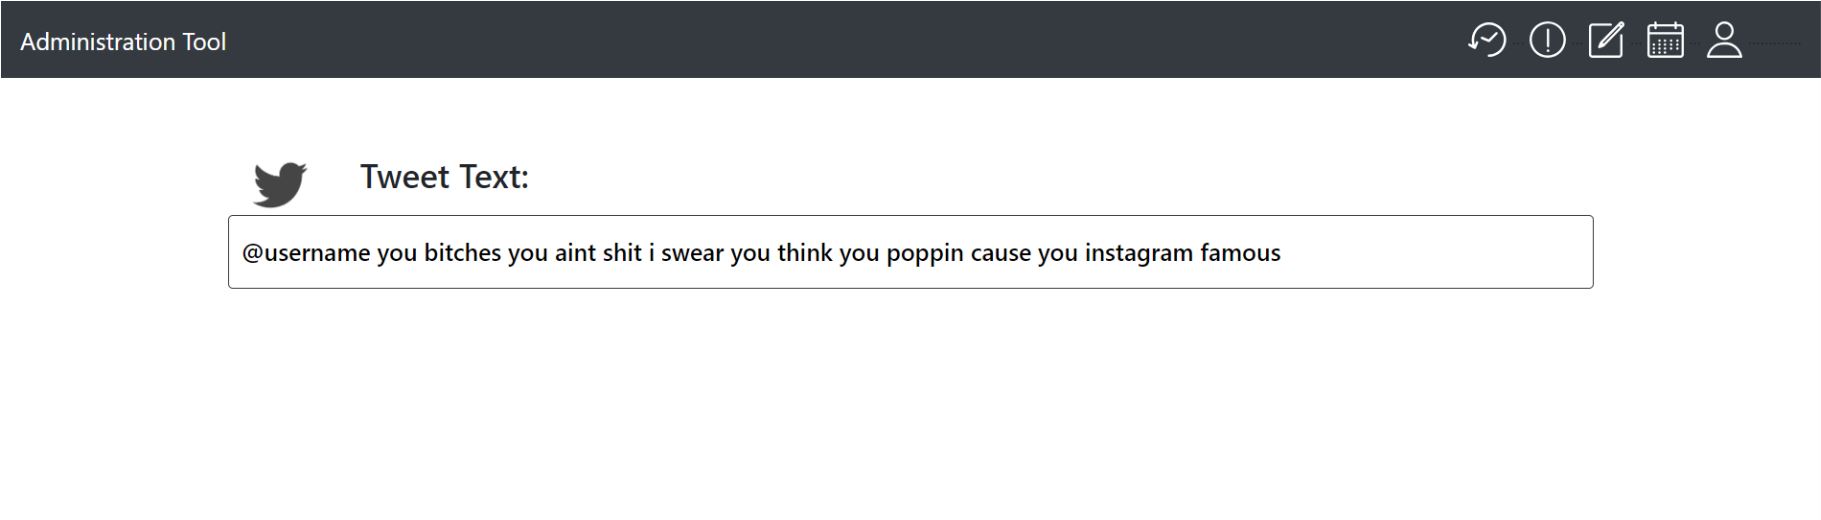 Administration Tool
Tweet Text:
@username you bitches you aint shit i swear you think you poppin cause you instagram famous